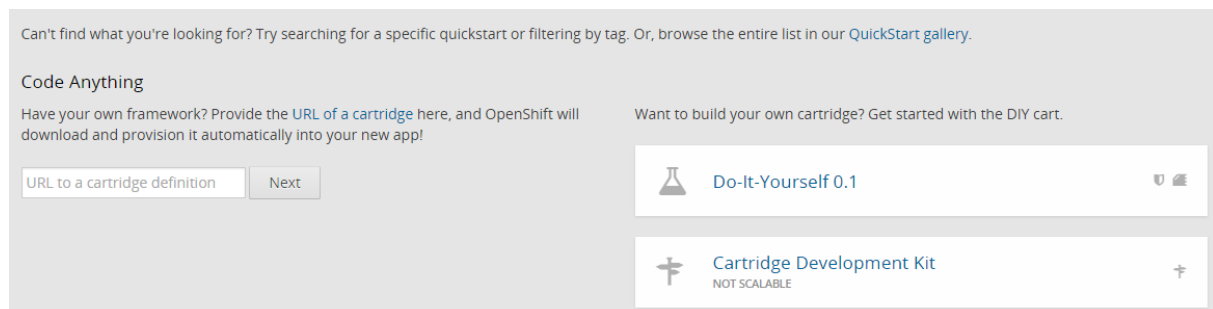 Can't find what you're looking for? Try searching for a specific quickstart or filtering by tag. Or, browse the entire list in our QuickStart gallery.
Code Anything
Have your own framework? Provide the URL of a cartridge here, and OpenShift will
download and provision it automatically into your new app!
URL to a cartridge definition
Next
Want to build your own cartridge? Get started with the DIY cart.
Do-It-Yourself 0.1
Cartridge Development Kit
NOT SCALABLE